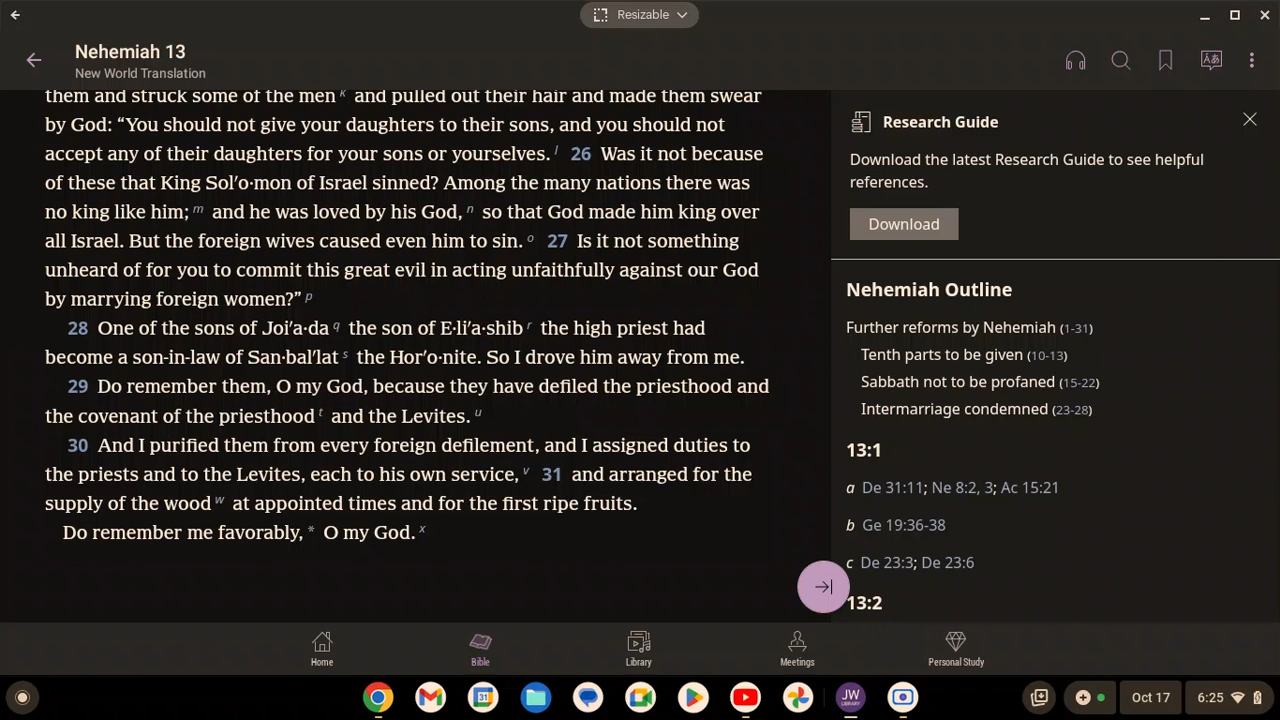 Resizable
Nehemiah 13
New World Translation
them and struck some of the men k and pulled out their hair and made them swear
by God: “You should not give your daughters to their sons, and you should not
accept any of their daughters for your sons or yourselves. l 26 Was it not because
of these that King Solʹo·mon of Israel sinned? Among the many nations there was
no king like him; m and he was loved by his God, n so that God made him king over
all Israel. But the foreign wives caused even him to sin. o 27 Is it not something
unheard of for you to commit this great evil in acting unfaithfully against our God
by marrying foreign women?” p
28 One of the sons of Joiʹa·da q the son of E·liʹa·shib r the high priest had
become a son-in-law of San·balʹlat s the Horʹo·nite. So I drove him away from me.
29 Do remember them, O my God, because they have defiled the priesthood and
the covenant of the priesthood t and the Levites. u
30 And I purified them from every foreign defilement, and I assigned duties to
the priests and to the Levites, each to his own service, v 31 and arranged for the
supply of the wood w at appointed times and for the first ripe fruits.
Do remember me favorably, * O my God. x
Research Guide
Download the latest Research Guide to see helpful
references.
Download
Nehemiah Outline
Further reforms by Nehemiah (1-31)
Tenth parts to be given (10-13)
Sabbath not to be profaned (15-22)
Intermarriage condemned (23-28)
13:1
a De 31:11; Ne 8:2, 3; Ac 15:21
b Ge 19:36-38
c De 23:3; De 23:6
13:2
Home
Bible
Library
Meetings
Personal Study
31
JW
LIBRARY
Oct 17
6:25